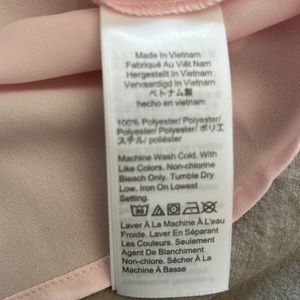 Made In Vietnam
Fabriqué Au Việt Nam
Hergestellt in Vietnam
Vervaardigd In Vietnam
ベトナム製
hecho en vietnam
100% Polyester/ Polyester/
Polyester/ Polyester/ ポリエ
ステル/ poliéster
Machine Wash Cold. With
Like Colors. Non-chlorine
Bleach Only. Tumble Dry
Low. Iron On Lowest
Setting.
Laver À La Machine À L'eau
Froide. Laver En Séparant
Les Couleurs. Seulement
Agent De Blanchiment
Non-chlore. Sécher À La
Machine À Basse